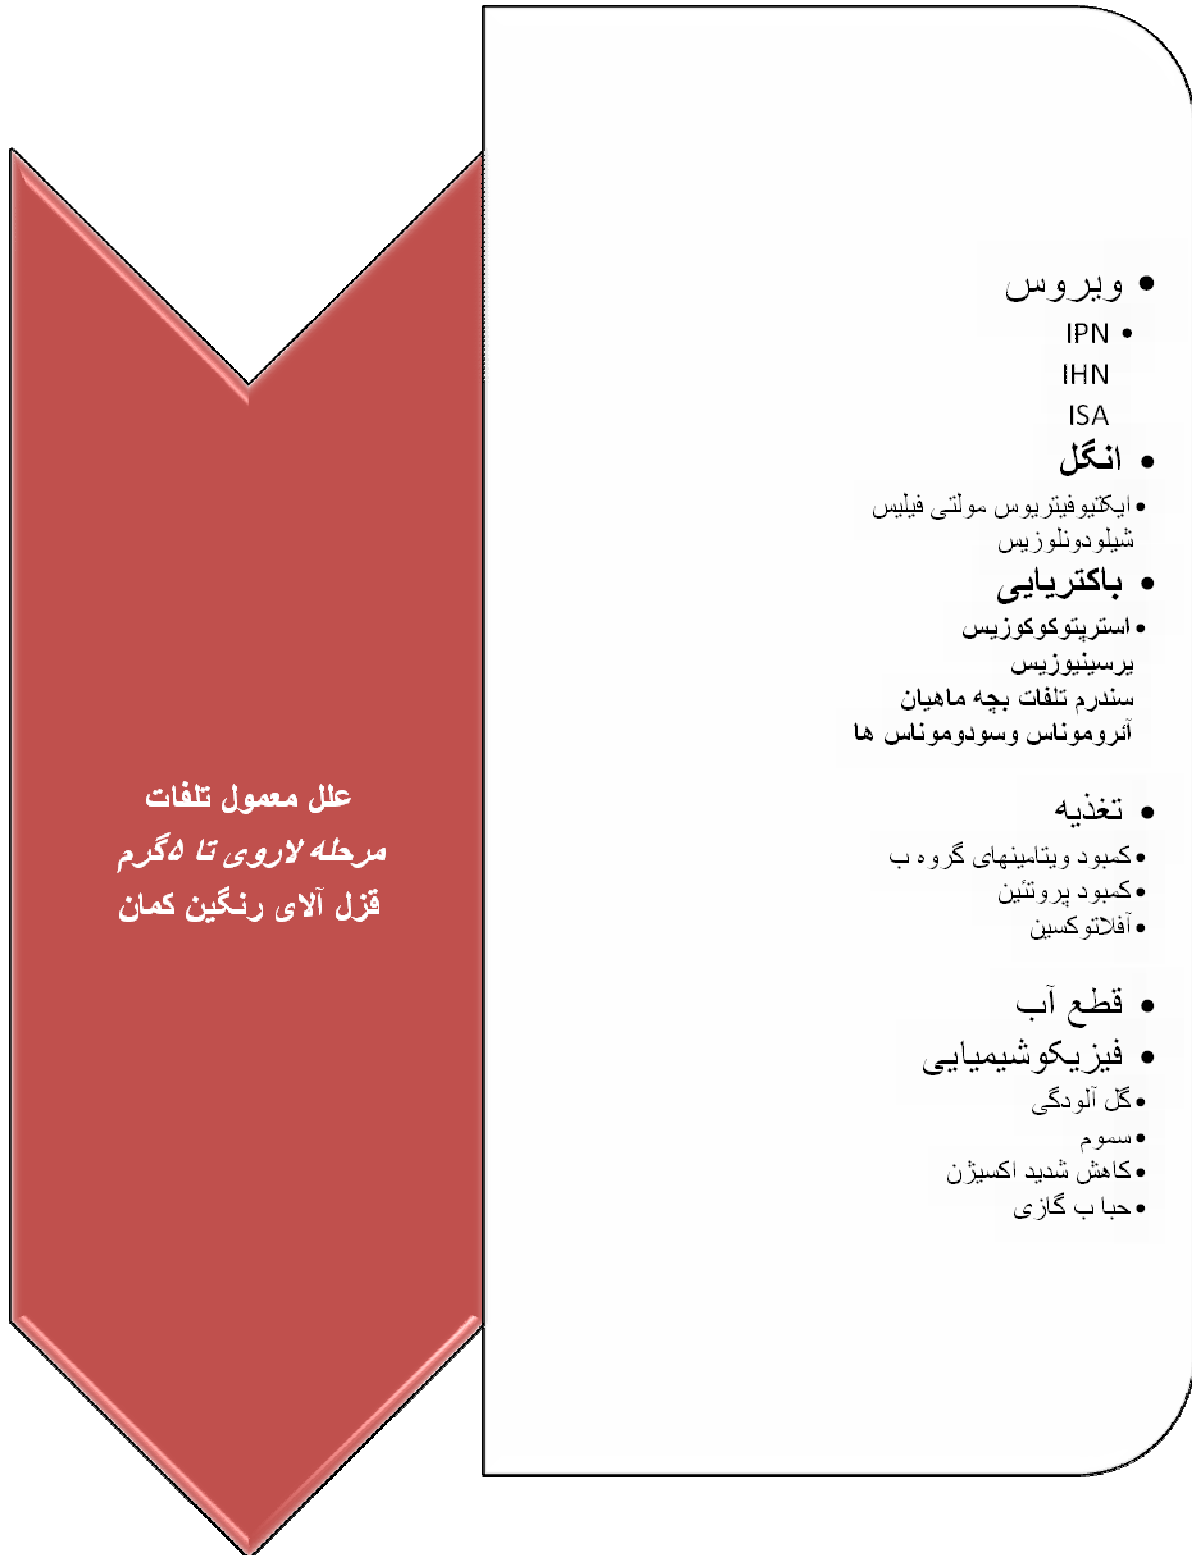 علل معمول تلفات
مرحله لاروی تا ۵گرم
قزل آلای رنگین کمان
• ویروس
• IPN
IHN
ISA
• انگل
• ایکتیوفیتریوس مولتی فیلیس
شیلودونلوزیس
• باکتریایی
• استرپتوکوکوزیس
یرسینیوزیس
سندرم تلفات بچه ماهیان
آئروموناس وسودوموناس ها
• تغذیه
• کمبود ویتامینهای گروه ب
• کمبود پروتئین
• آفلاتوکسین
• قطع آب
• فیزیکوشیمیایی
• گل آلودگی
• سموم
• کاهش شدید اکسیژن
• حبا ب گازی